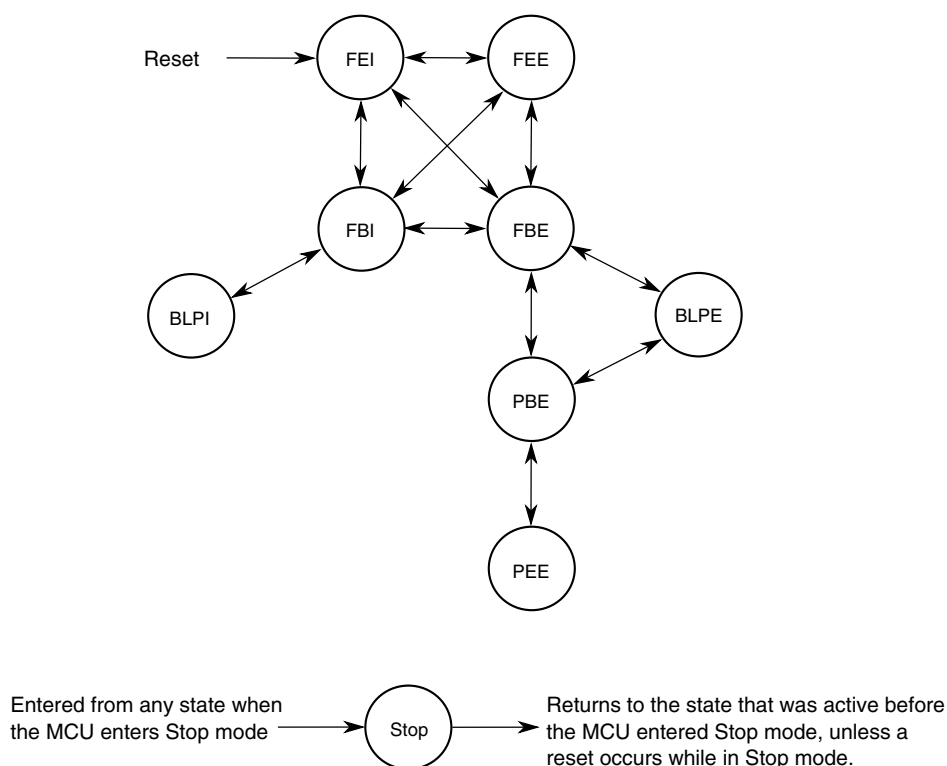 Reset
FEI
FEE
FBI
FBE
BLPI
BLPE
PBE
PEE
Entered from any state when
the MCU enters Stop mode
Stop
Returns to the state that was active before
the MCU entered Stop mode, unless a
reset occurs while in Stop mode.